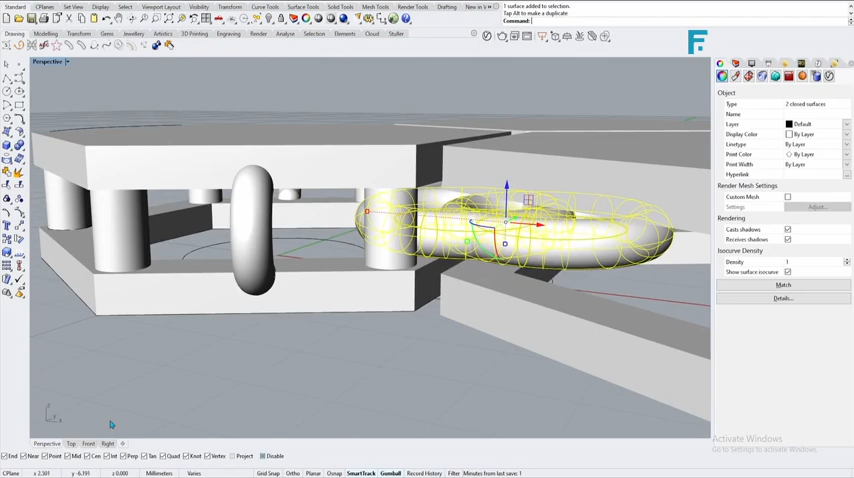 1 surface added to selection.
Tap Alt to make a duplicate
Command:
Standard CPlanes Set View Display Select Viewport Layout Visibility Transform Curve Tools Surface Tools Solid Tools SubD Tools Mesh Tools Render Tools Drafting New in V
Drawing Modelling Transform Gems Jewellery Artistics 3D Printing Engraving Render Analyse Selection Elements Cloud Stuller
F.
Perspective
Object
Type 2 closed surfaces
Name
Layer Default
Display Color By Layer
Linetype By Layer
Print Color By Layer
Print Width By Layer
Hyperlink
Render Mesh Settings
Custom Mesh
Settings Adjust...
Rendering
Casts shadows
Receives shadows
Isocurve Density
Density 1
Show surface isocurve
Match
Details...
Activate Windows
Go to Settings to activate Windows.
Perspective Top Front Right
End Near Point Mid Cen Int Perp Tan Quad Knot Vertex Project Disable
CPlane x 2.501 y -6.191 z 0.000 Millimeters Varies Grid Snap Ortho Planar Osnap SmartTrack Gumball Record History Filter Minutes from last save: 1